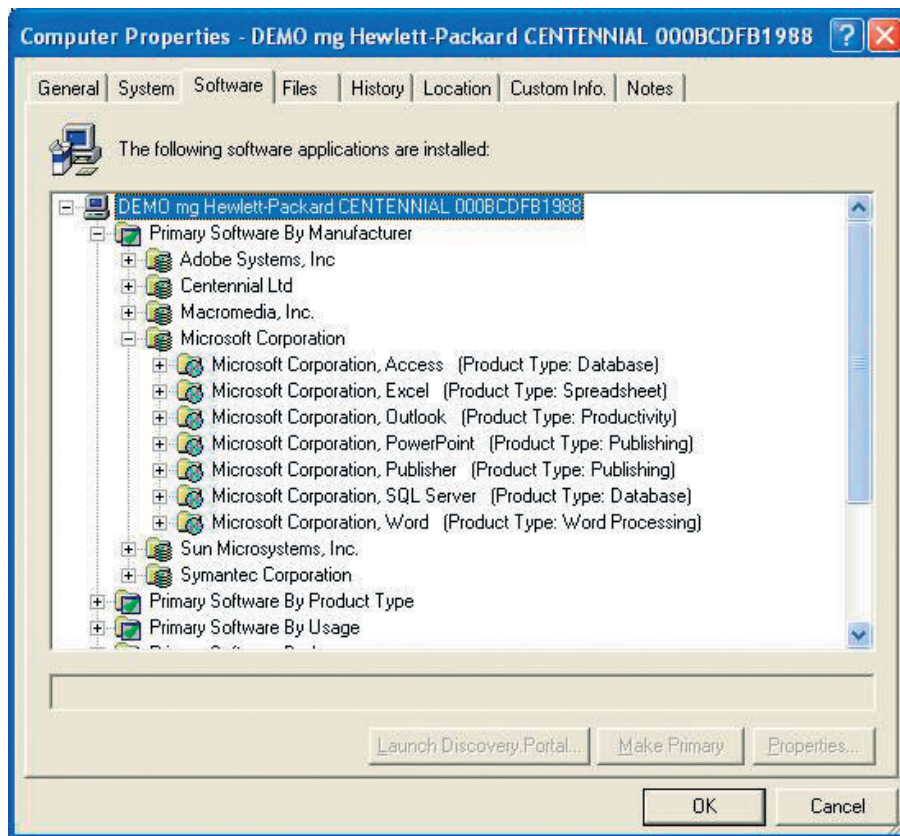 Computer Properties - DEMO mg Hewlett-Packard CENTENNIAL 000BCDFB1988
General System Software Files History Location Custom Info. Notes
The following software applications are installed:
DEMO mg Hewlett-Packard CENTENNIAL 000BCDFB1988
Primary Software By Manufacturer
Adobe Systems, Inc
Centennial Ltd
Macromedia, Inc.
Microsoft Corporation
Microsoft Corporation, Access (Product Type: Database)
Microsoft Corporation, Excel (Product Type: Spreadsheet)
Microsoft Corporation, Outlook (Product Type: Productivity)
Microsoft Corporation, PowerPoint (Product Type: Publishing)
Microsoft Corporation, Publisher (Product Type: Publishing)
Microsoft Corporation, SQL Server (Product Type: Database)
Microsoft Corporation, Word (Product Type: Word Processing)
Sun Microsystems, Inc.
Symantec Corporation
Primary Software By Product Type
Primary Software By Usage
Launch Discovery Portal... Make Primary Properties...
OK Cancel